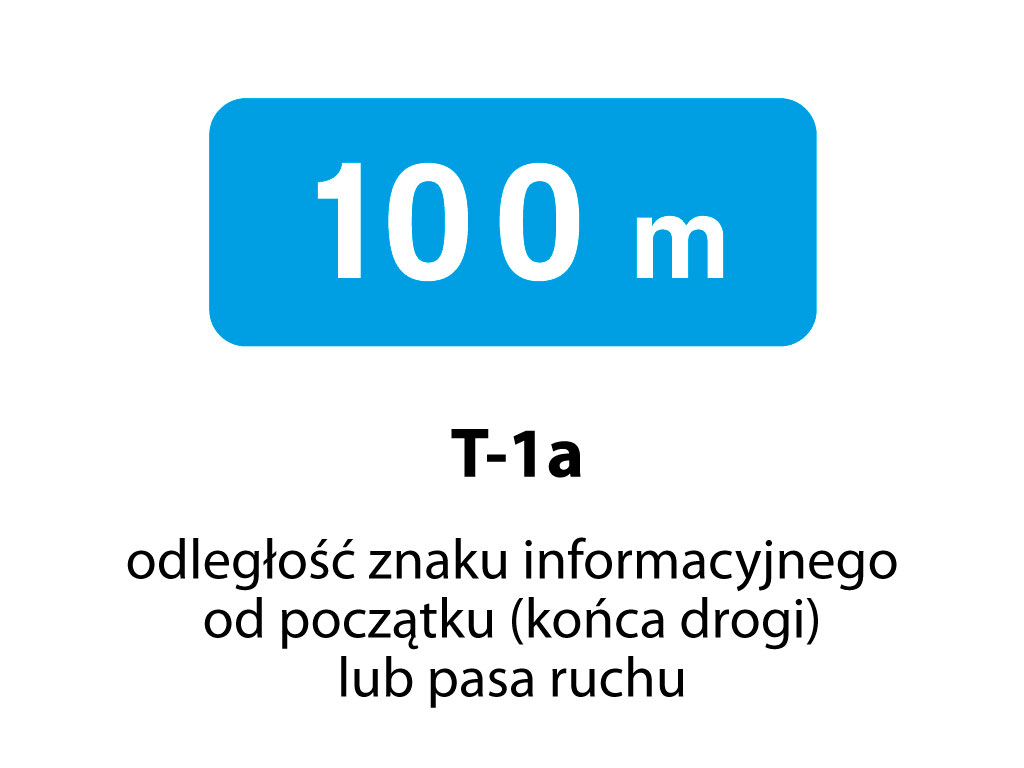 100 m
T-1a
odległość znaku informacyjnego
od początku (końca drogi)
lub pasa ruchu